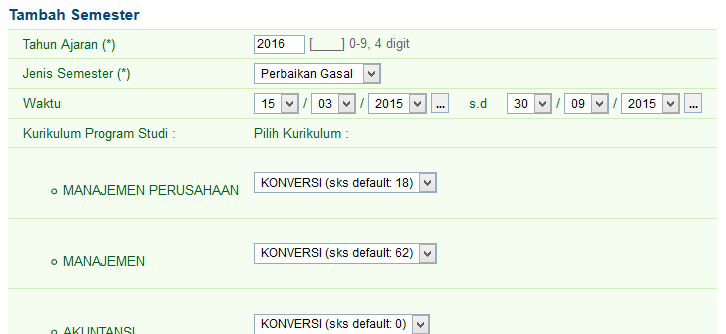 Tambah Semester
Tahun Ajaran (*) 2016 [____] 0-9, 4 digit
Jenis Semester (*) Perbaikan Gasal
Waktu 15 / 03 / 2015 ... s.d 30 / 09 / 2015 ...
Kurikulum Program Studi : Pilih Kurikulum :
MANAJEMEN PERUSAHAAN KONVERSI (sks default: 18)
MANAJEMEN KONVERSI (sks default: 62)
AKUNTANSI KONVERSI (sks default: 0)